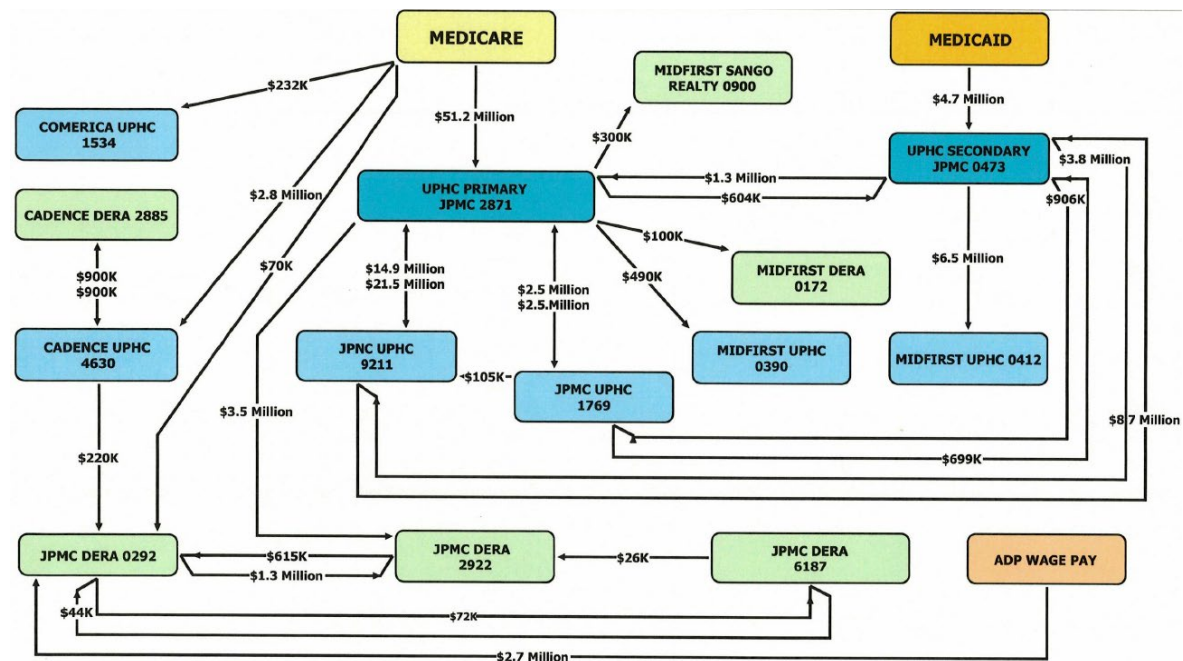 MEDICARE
MEDICAID
MIDFIRST SANGO
REALTY 0900
$232K
$51.2 Million
$4.7 Million
COMERICA UPHC
1534
$300K
UPHC SECONDARY
JPMC 0473
$3.8 Million
$1.3 Million
UPHC PRIMARY
JPMC 2871
$2.8 Million
$604K
$906K
CADENCE DERA 2885
$100K
$70K
$14.9 Million
$21.5 Million
$490K
$6.5 Million
$900K
$900K
MIDFIRST DERA
0172
$2.5 Million
$2.5.Million
CADENCE UPHC
4630
JPNC UPHC
9211
MIDFIRST UPHC
0390
MIDFIRST UPHC 0412
$105K
JPMC UPHC
1769
$3.5 Million
$8.7 Million
$220K
$699K
JPMC DERA 0292
$615K
$1.3 Million
JPMC DERA
2922
$26K
JPMC DERA
6187
ADP WAGE PAY
$44K
$72K
$2.7 Million